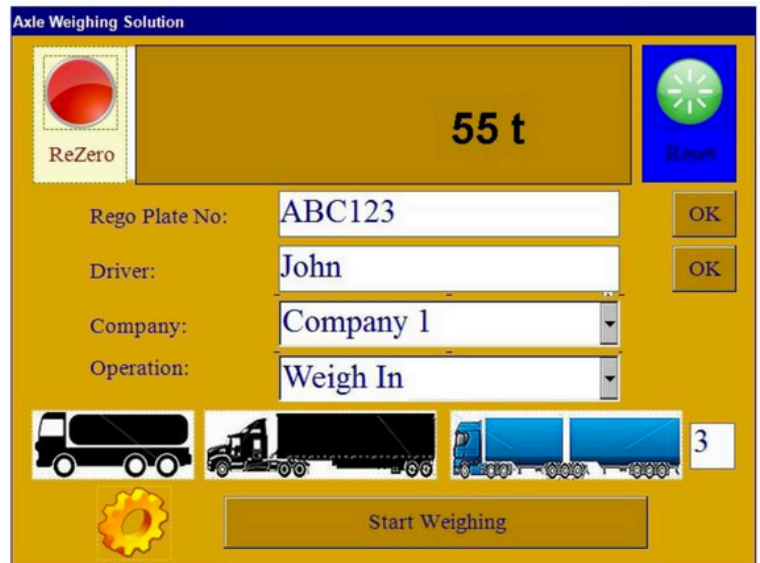 Axle Weighing Solution
55 t
ReZero
Reset
Rego Plate No: ABC123 OK
Driver: John OK
Company: Company 1
Operation: Weigh In
3
Start Weighing